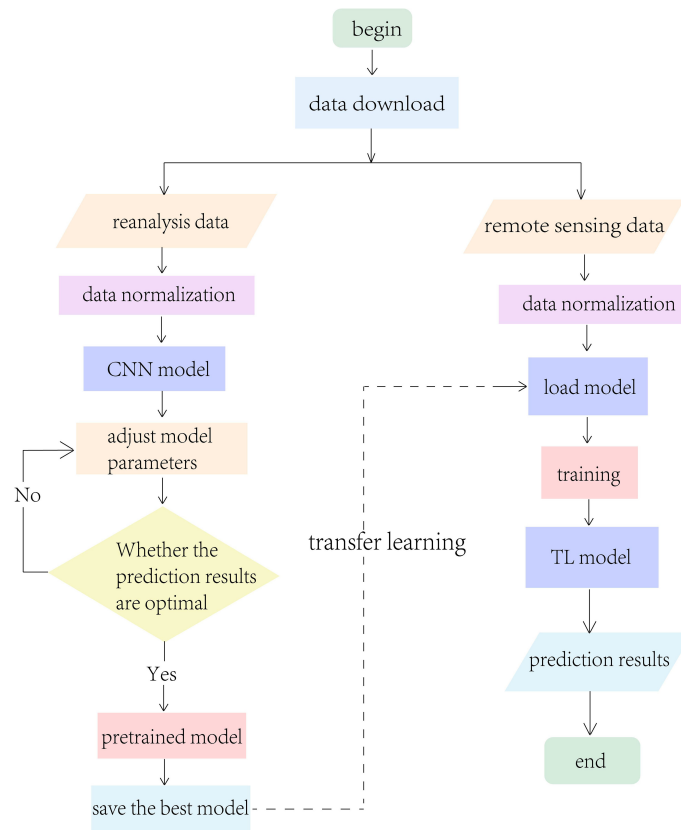 begin
data download
reanalysis data
data normalization
CNN model
adjust model
parameters
No
Whether the
prediction results
are optimal
Yes
pretrained model
save the best model
transfer learning
remote sensing data
data normalization
load model
training
TL model
prediction results
end